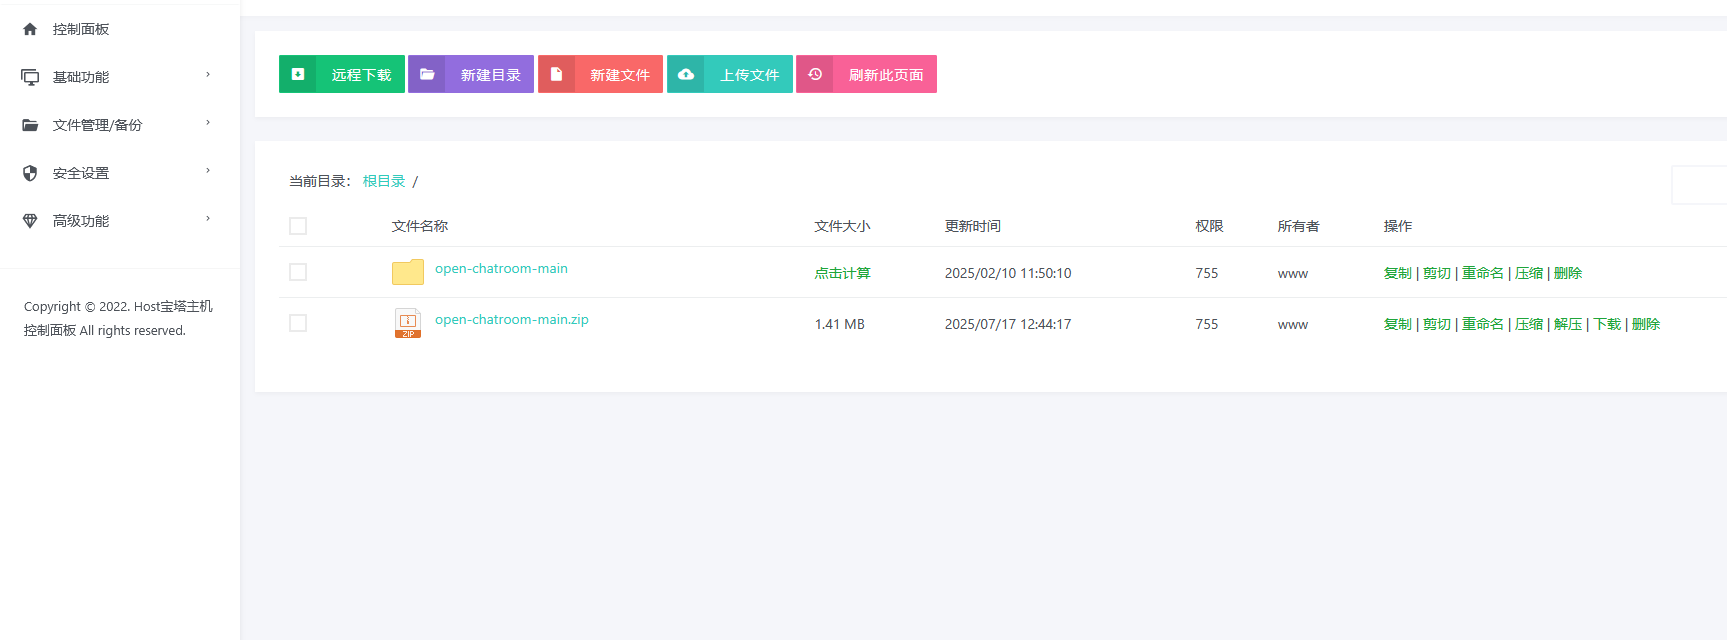 控制面板
基础功能
文件管理/备份
安全设置
高级功能
Copyright © 2022. Host宝塔主机
控制面板 All rights reserved.
远程下载 新建目录 新建文件 上传文件 刷新此页面
当前目录： 根目录 /
文件名称 文件大小 更新时间 权限 所有者 操作
open-chatroom-main 点击计算 2025/02/10 11:50:10 755 www 复制 | 剪切 | 重命名 | 压缩 | 删除
ZIP open-chatroom-main.zip 1.41 MB 2025/07/17 12:44:17 755 www 复制 | 剪切 | 重命名 | 压缩 | 解压 | 下载 | 删除